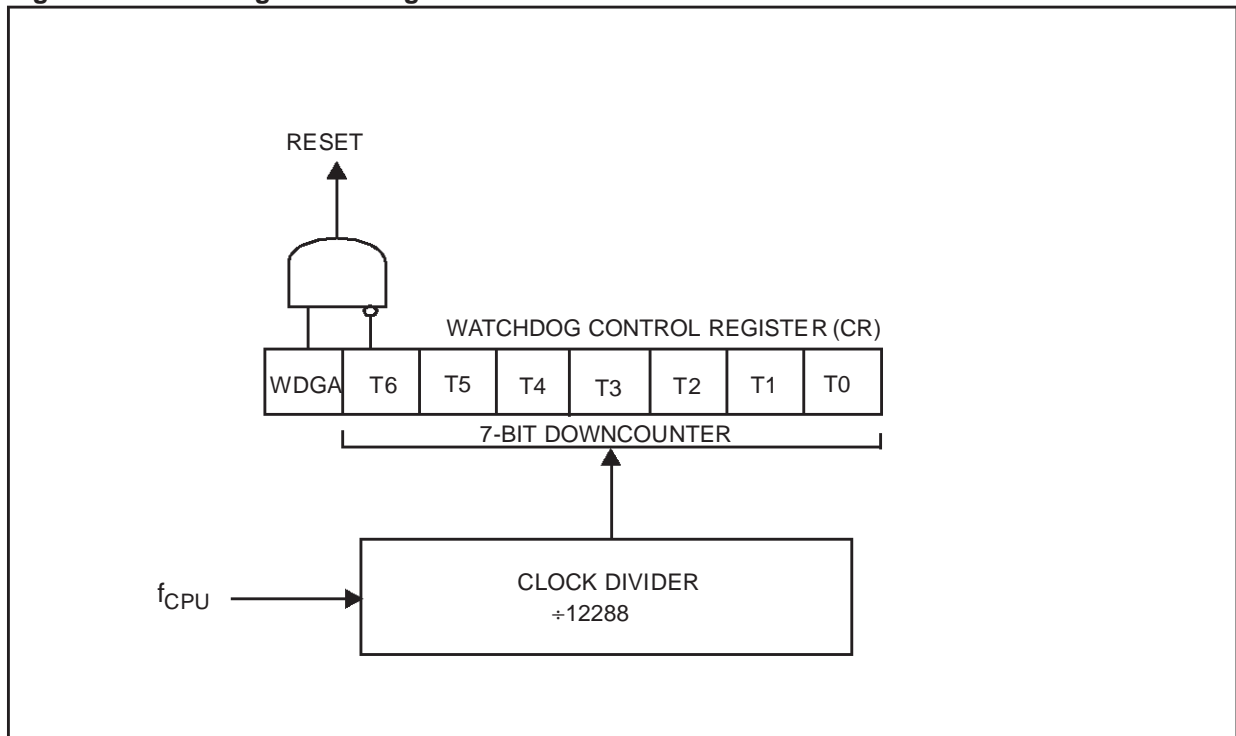 RESET
WATCHDOG CONTROL REGISTER (CR)
WDGA T6 T5 T4 T3 T2 T1 T0
7-BIT DOWNCOUNTER
fCPU
CLOCK DIVIDER
÷12288